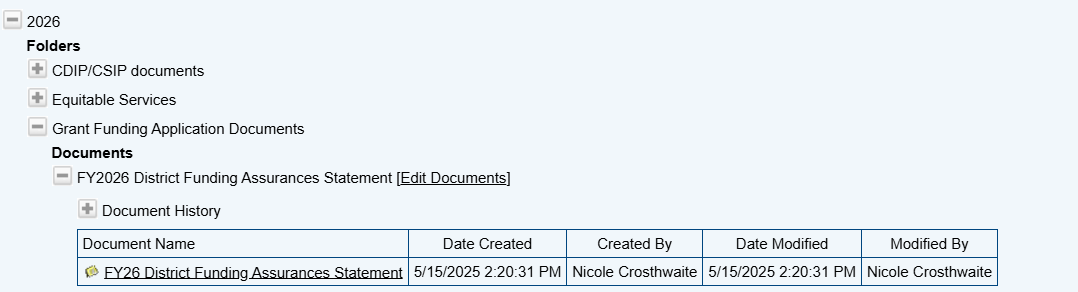 2026
Folders
CDIP/CSIP documents
Equitable Services
Grant Funding Application Documents
Documents
FY2026 District Funding Assurances Statement [Edit Documents]
Document History
Document Name Date Created Created By Date Modified Modified By
FY26 District Funding Assurances Statement 5/15/2025 2:20:31 PM Nicole Crosthwaite 5/15/2025 2:20:31 PM Nicole Crosthwaite